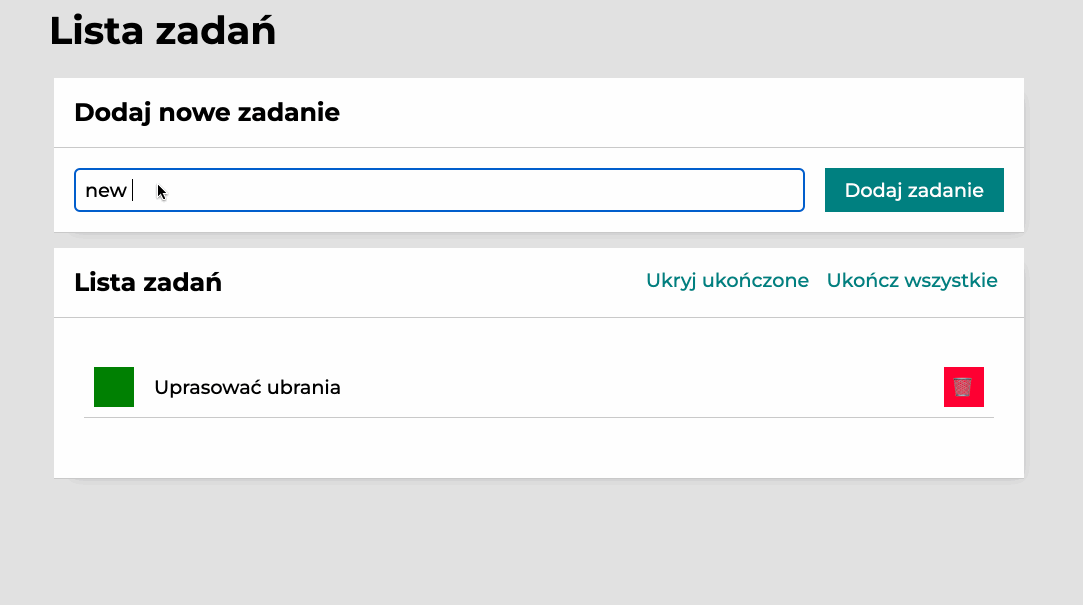 Lista zadań
Dodaj nowe zadanie
new
Dodaj zadanie
Lista zadań
Ukryj ukończone
Ukończ wszystkie
Uprasować ubrania